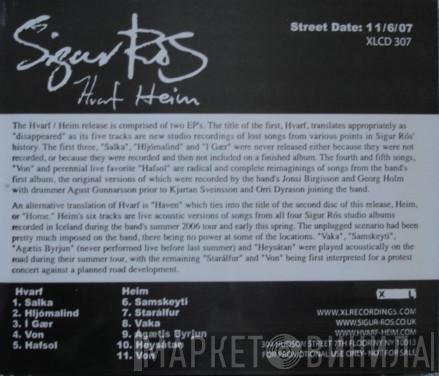 Sigur Rós
Hvarf Heim
Street Date: 11/6/07
XLCD 307
The Hvarf / Heim release is comprised of two EP's. The title of the first, Hvarf, translates appropriately as
"disappeared" as its five tracks are new studio recordings of lost songs from various points in Sigur Rós'
history. The first three, "Salka", "Hljómalind" and "I Gær" were never released either because they were not
recorded, or because they were recorded and then not included on a finished album. The fourth and fifth songs,
"Von" and perennial live favorite "Hafsol" are radical and complete reimaginings of songs from the band's
first album, the original versions of which were recorded by the band's Jonsi Birgisson and Georg Holm
with drummer Agust Gunnarsson prior to Kjartan Sveinsson and Orri Dyrason joining the band.
An alternative translation of Hvarf is "Haven" which ties into the title of the second disc of this release, Heim,
or "Home." Heim's six tracks are live acoustic versions of songs from all four Sigur Rós studio albums
recorded in Iceland during the band's summer 2006 tour and early this spring. The unplugged scenario had been
pretty much imposed on the band, there being no power at some of the locations. "Vaka", "Samskeyti",
"Agætis Byrjun" (never performed live before last summer) and "Heysátan" were played acoustically on the
road during their summer tour, with the remaining "Starálfur" and "Von" being first interpreted for a protest
concert against a planned road development.
Hvarf
1. Salka
2. Hljómalind
3. Í Gær
4. Von
5. Hafsol
Heim
6. Samskeyti
7. Starálfur
8. Vaka
9. Agætis Byrjun
10. Heysátan
11. Von
X L
WWW.XLRECORDINGS.COM
WWW.SIGUR-ROS.CO.UK
WWW.HVARF-HEIM.COM
304 HUDSON STREET 7TH FLOOR NY NY 10013
FOR PROMOTIONAL USE ONLY- NOT FOR SALE